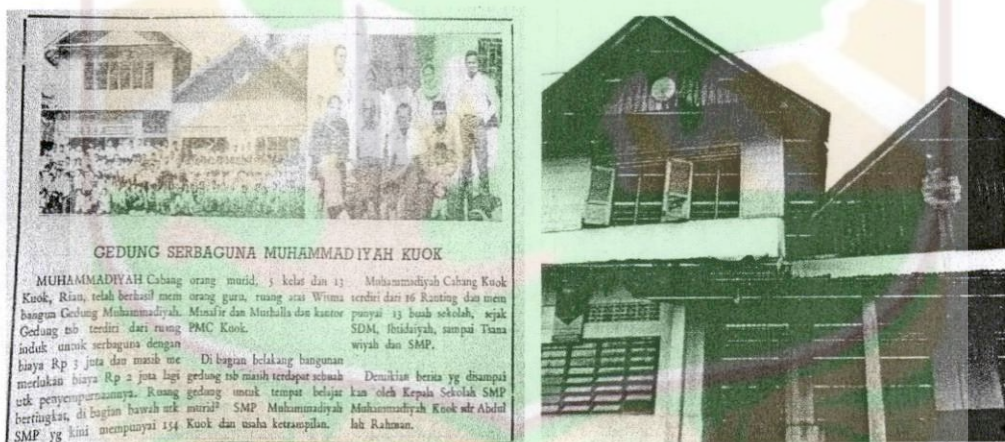 GEDUNG SERBAGUNA MUHAMMADIYAH KUOK
MUHAMMADIYAH Cabang
Kuok, Riau, telah berhasil mem
bangun Gedung Muhammadiyah.
Gedung tsb terdiri dari ruang
induk untuk serbaguna dengan
biaya Rp 3 juta dan masih me
merlukan biaya Rp 2 juta lagi
utk penyempurnaannya. Ruang
bertingkat, di bagian bawah utk
SMP yg kini mempunyai 154
orang murid, 5 kelas dan 13
orang guru, ruang atas Wisma
Musafir dan Mushalla dan kantor
PMC Kuok.
Di bagian belakang bangunan
gedung tsb masih terdapat sebuah
gedung untuk tempat belajar
murid² SMP Muhammadiyah
Kuok dan usaha ketrampilan.
Muhammadiyah Cabang Kuok
terdiri dari 16 Ranting dan mem
punyai 13 buah sekolah, sejak
SDM, Ibtidaiyah, sampai Tsana
wiyah dan SMP.
Demikian berita yg disampai
kan oleh Kepala Sekolah SMP
Muhammadiyah Kuok sdr Abdul
lah Rahman.